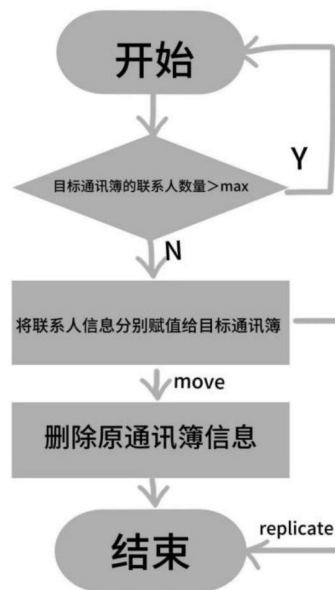 开始
目标通讯簿的联系人数量>max
Y
N
将联系人信息分别赋值给目标通讯簿
move
删除原通讯簿信息
replicate
结束